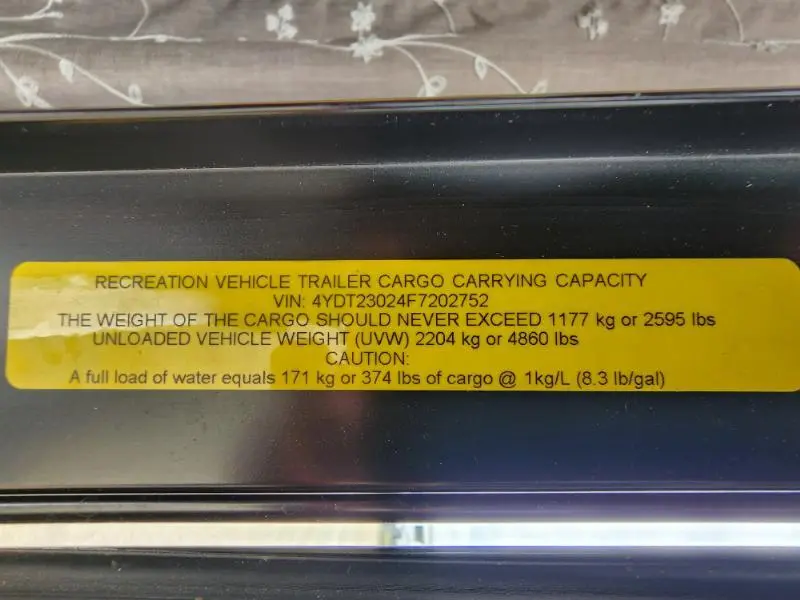 RECREATION VEHICLE TRAILER CARGO CARRYING CAPACITY
VIN: 4YDT23024F7202752
THE WEIGHT OF THE CARGO SHOULD NEVER EXCEED 1177 kg or 2595 lbs
UNLOADED VEHICLE WEIGHT (UVW) 2204 kg or 4860 lbs
CAUTION:
A full load of water equals 171 kg or 374 lbs of cargo @ 1kg/L (8.3 lb/gal)